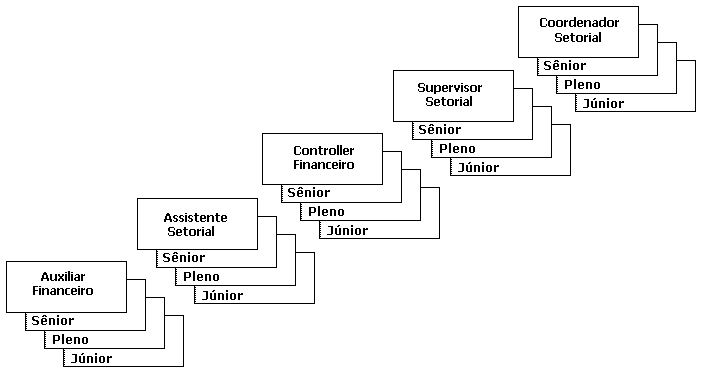 Coordenador
Setorial
Sênior
Pleno
Júnior
Supervisor
Setorial
Sênior
Pleno
Júnior
Controller
Financeiro
Sênior
Pleno
Júnior
Assistente
Setorial
Sênior
Pleno
Júnior
Auxiliar
Financeiro
Sênior
Pleno
Júnior